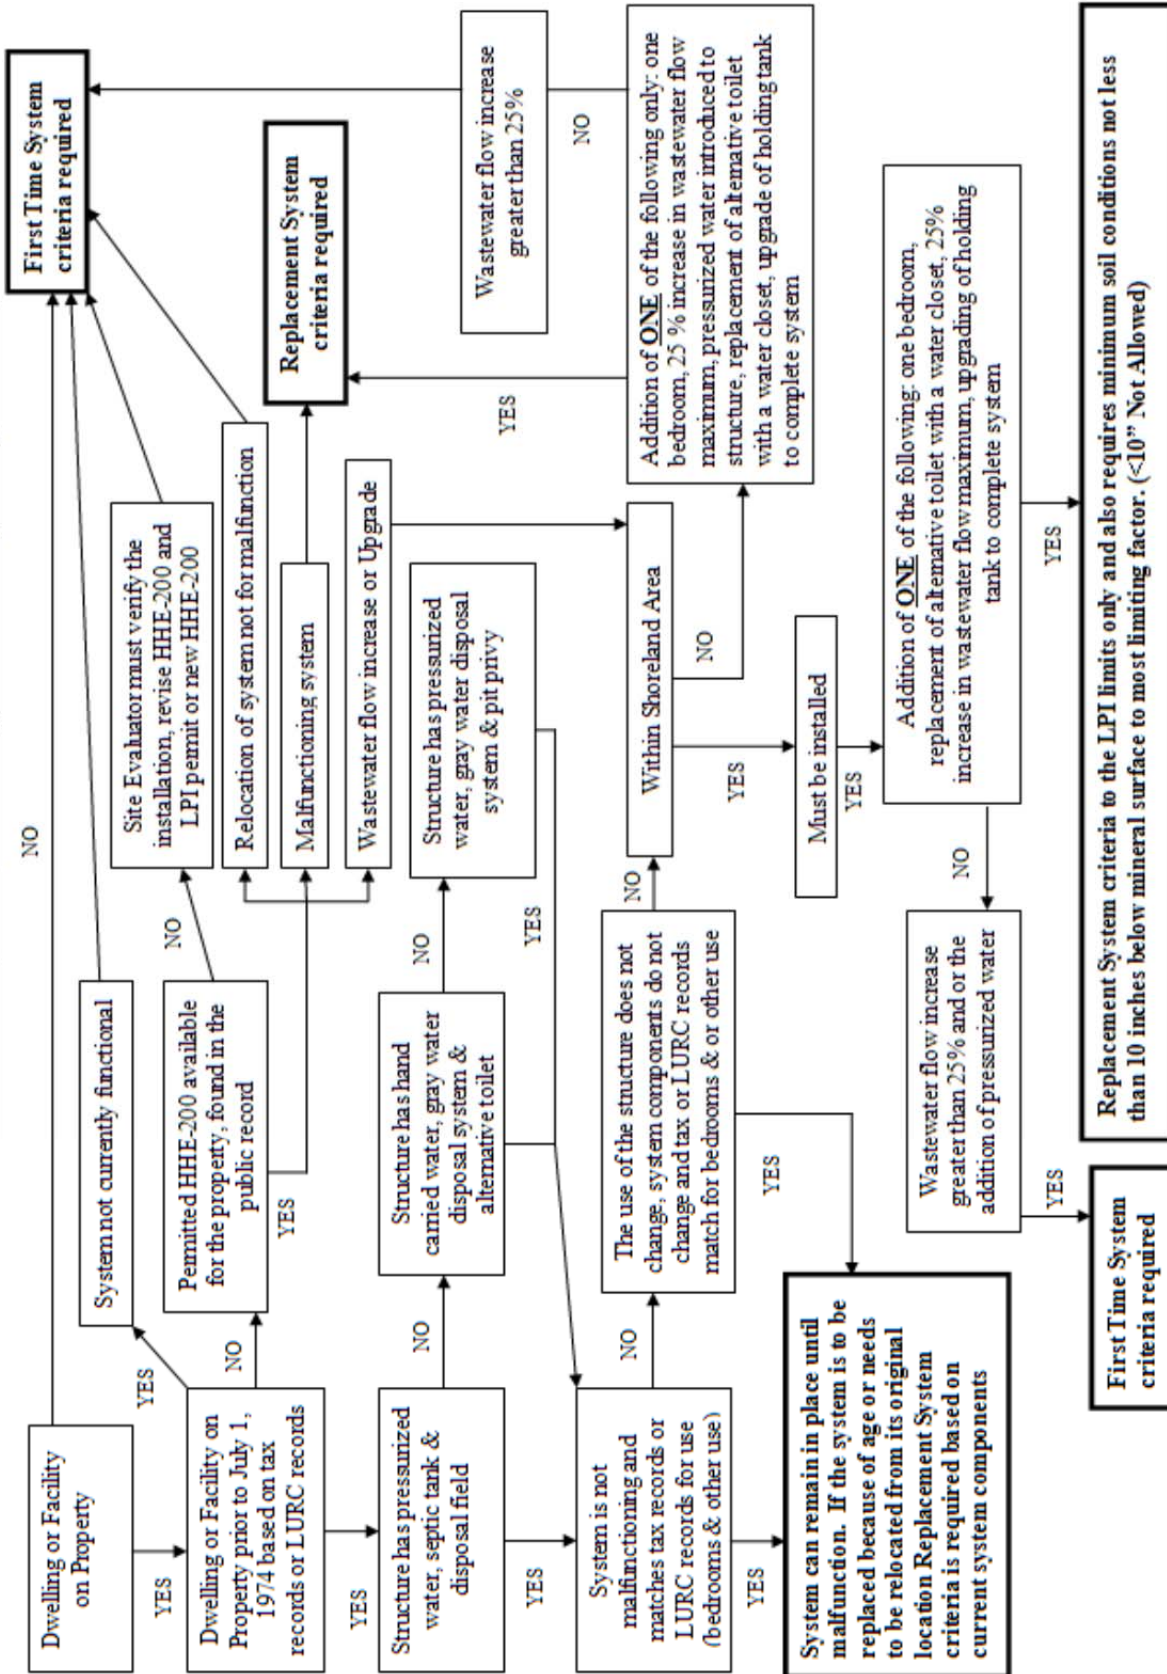 Dwelling or Facility
on Property
YES
NO
First Time System
criteria required
Dwelling or Facility on
Property prior to July 1,
1974 based on tax
records or LURC records
YES
NO
YES
System not currently functional
Permitted HHE-200 available
for the property, found in the
public record
NO
YES
Site Evaluator must verify the
installation, revise HHE-200 and
LPI permit or new HHE-200
Relocation of system not for malfunction
Malfunctioning system
Wastewater flow increase or Upgrade
Replacement System
criteria required
Structure has pressurized
water, septic tank &
disposal field
NO
YES
Structure has hand
carried water, gray water
disposal system &
alternative toilet
NO
Structure has pressurized
water, gray water disposal
system & pit privy
YES
Wastewater flow increase
greater than 25%
NO
YES
System is not
malfunctioning and
matches tax records or
LURC records for use
(bedrooms & other use)
NO
YES
The use of the structure does not
change, system components do not
change and tax or LURC records
match for bedrooms & or other use
NO
YES
Within Shoreland Area
NO
YES
Addition of ONE of the following only: one
bedroom, 25 % increase in wastewater flow
maximum, pressurized water introduced to
structure, replacement of alternative toilet
with a water closet, upgrade of holding tank
to complete system
Must be installed
YES
System can remain in place until
malfunction. If the system is to be
replaced because of age or needs
to be relocated from its original
location Replacement System
criteria is required based on
current system components
Addition of ONE of the following: one bedroom,
replacement of alternative toilet with a water closet, 25%
increase in wastewater flow maximum, upgrading of holding
tank to complete system
NO
YES
Wastewater flow increase
greater than 25% and or the
addition of pressurized water
YES
First Time System
criteria required
Replacement System criteria to the LPI limits only and also requires minimum soil conditions not less
than 10 inches below mineral surface to most limiting factor. (<10” Not Allowed)